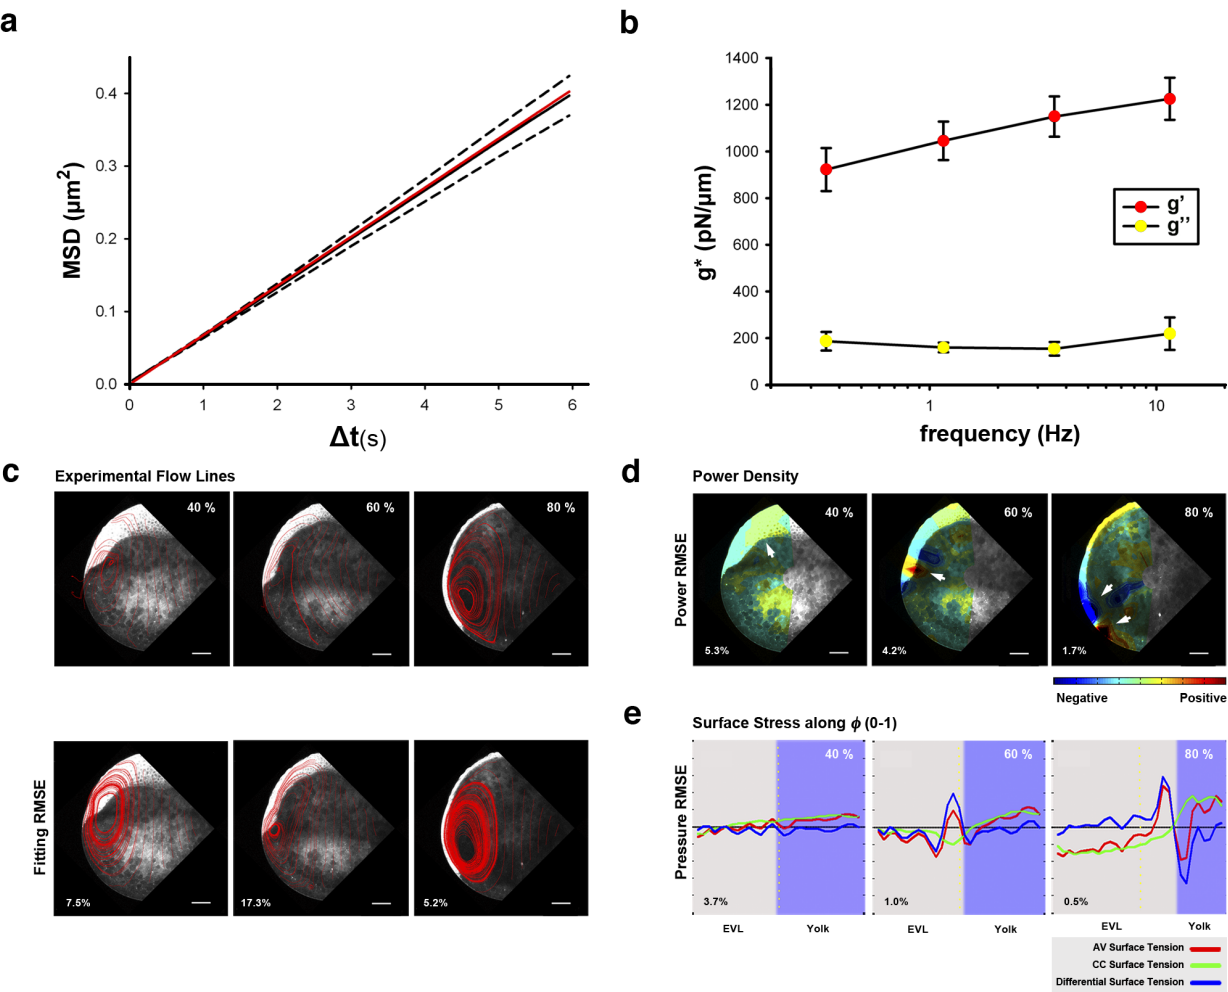 a
MSD (µm²)
0.4
0.3
0.2
0.1
0.0
0 1 2 3 4 5 6
Δt(s)
b
g* (pN/µm)
1400
1200
1000
800
600
400
200
0
g’
g’’
1 10
frequency (Hz)
c
Experimental Flow Lines
40 %
60 %
80 %
Fitting RMSE
7.5%
17.3%
5.2%
d
Power Density
Power RMSE
40 %
60 %
80 %
5.3%
4.2%
1.7%
Negative Positive
e
Surface Stress along ϕ (0-1)
Pressure RMSE
40 %
60 %
80 %
3.7%
1.0%
0.5%
EVL Yolk
EVL Yolk
EVL Yolk
AV Surface Tension
CC Surface Tension
Differential Surface Tension